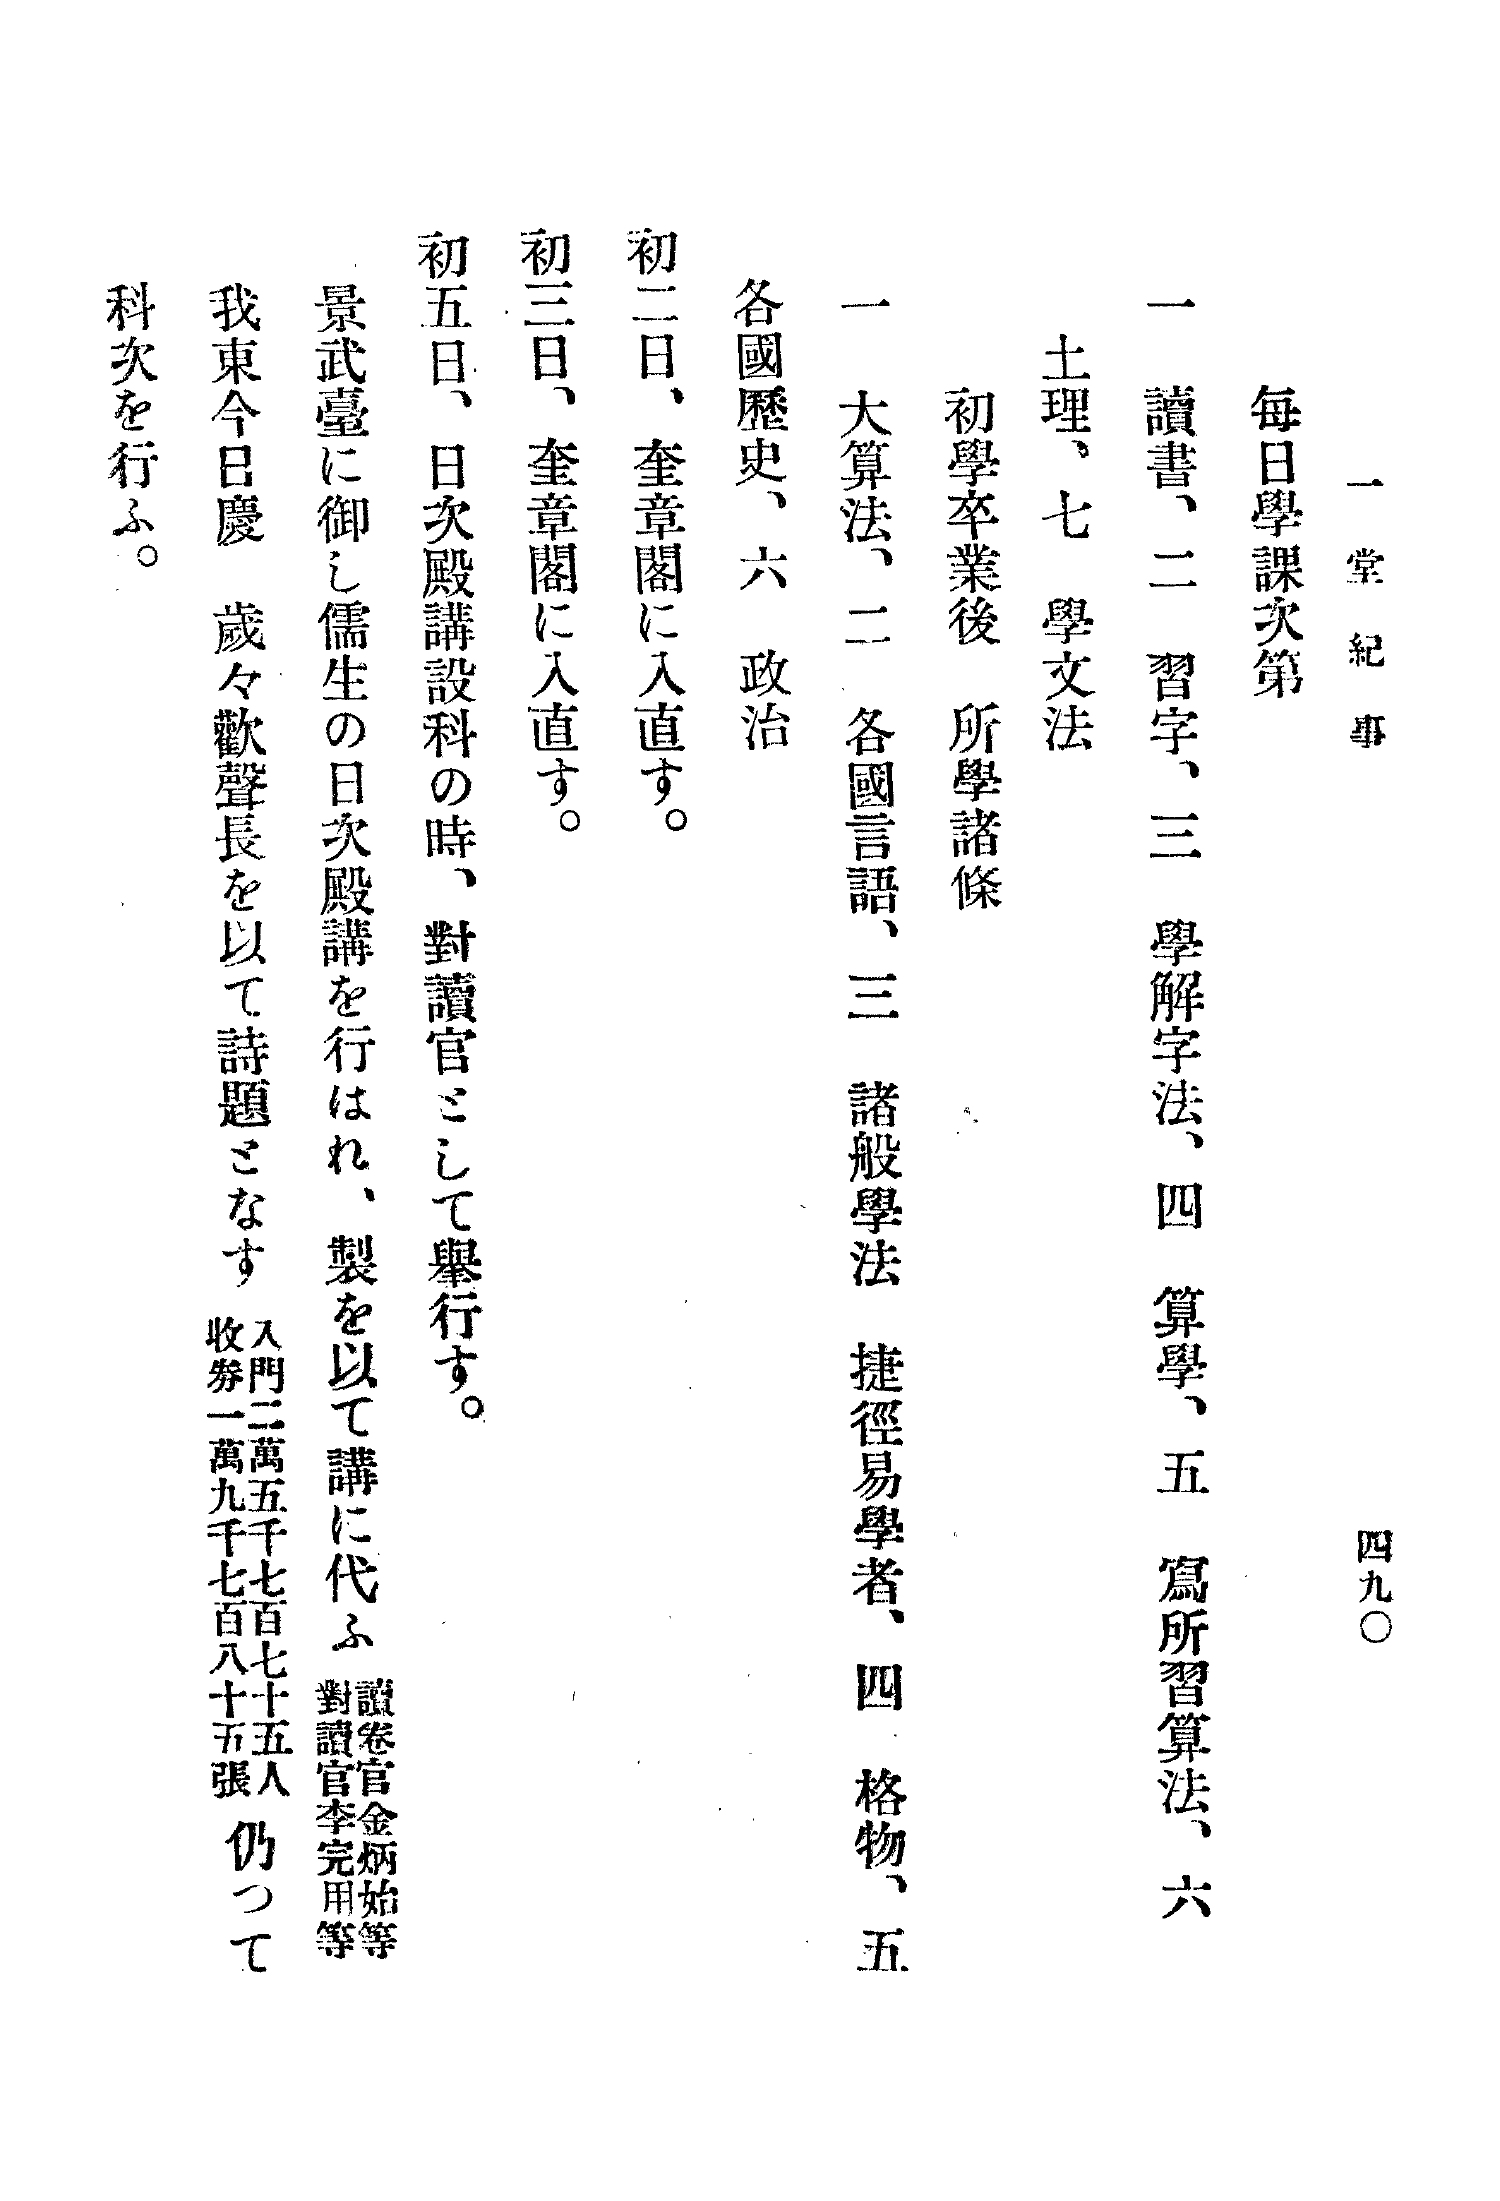 一堂紀事
四九〇
每日學課次第
一　讀書、二　習字、三　學解字法、四　算學、五　寫所習算法、六
土理、七　學文法
初學卒業後　所學諸條
一　大算法、二　各國言語、三　諸般學法　捷徑易學者、四　格物、五
各國歷史、六　政治
初二日、奎章閣に入直す。
初三日、奎章閣に入直す。
初五日、日次殿講設科の時、對讀官として擧行す。
景武臺に御し儒生の日次殿講を行はれ、製を以て講に代ふ
讀卷官金炳始等
對讀官李完用等
我東今日慶　歲々歡聲長を以て詩題となす
入門二萬五千七百七十五人
收券一萬九千七百八十五張
仍つて
科次を行ふ。